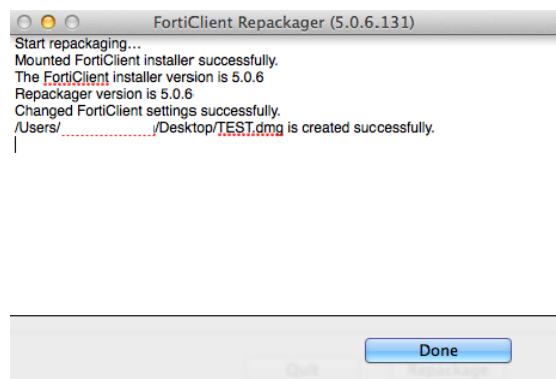 FortiClient Repackager (5.0.6.131)
Start repackaging...
Mounted FortiClient installer successfully.
The FortiClient installer version is 5.0.6
Repackager version is 5.0.6
Changed FortiClient settings successfully.
/Users/ /Desktop/TEST.dmg is created successfully.
Done
Quit Repackage